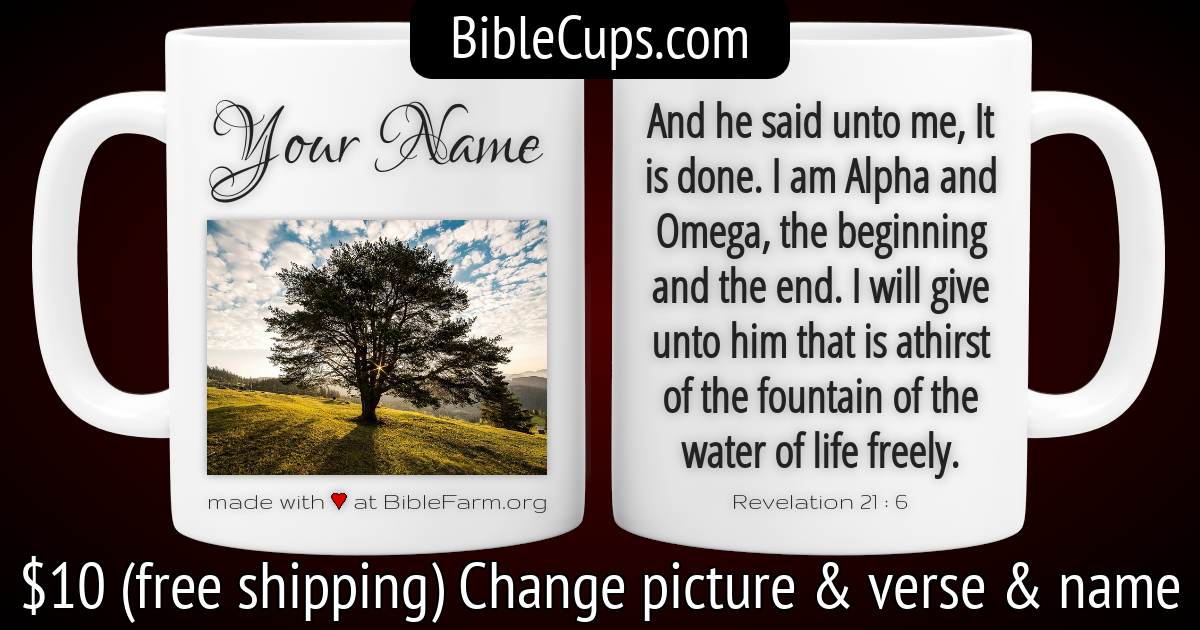 BibleCups.com
Your Name
made with ♥ at BibleFarm.org
And he said unto me, It
is done. I am Alpha and
Omega, the beginning
and the end. I will give
unto him that is athirst
of the fountain of the
water of life freely.
Revelation 21 : 6
$10 (free shipping) Change picture & verse & name